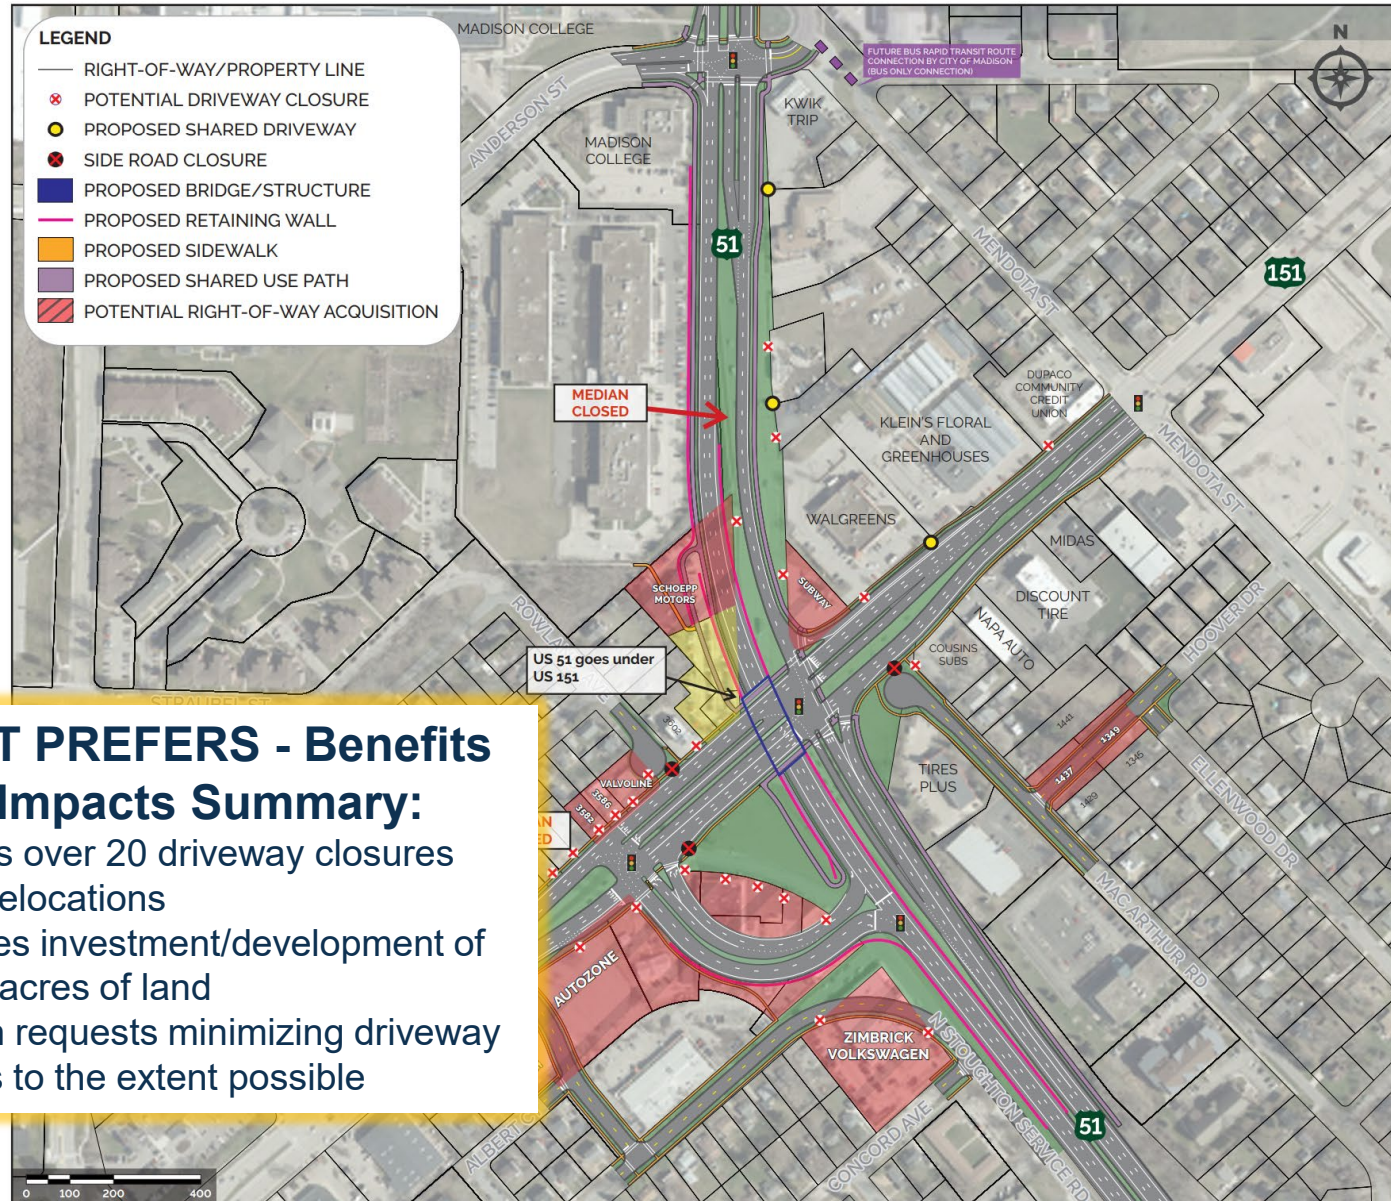 LEGEND
RIGHT-OF-WAY/PROPERTY LINE
POTENTIAL DRIVEWAY CLOSURE
PROPOSED SHARED DRIVEWAY
SIDE ROAD CLOSURE
PROPOSED BRIDGE/STRUCTURE
PROPOSED RETAINING WALL
PROPOSED SIDEWALK
PROPOSED SHARED USE PATH
POTENTIAL RIGHT-OF-WAY ACQUISITION
MADISON COLLEGE
FUTURE BUS RAPID TRANSIT ROUTE
CONNECTION BY CITY OF MADISON
(BUS ONLY CONNECTION)
N
ANDERSON ST
KWIK
TRIP
MADISON
COLLEGE
51
MENDOTA ST
151
MEDIAN
CLOSED
DUPACO
COMMUNITY
CREDIT
UNION
KLEIN'S FLORAL
AND
GREENHOUSES
MENDOTA ST
WALGREENS
MIDAS
SCHOEPP
MOTORS
SUBWAY
DISCOUNT
TIRE
NAPA AUTO
HOOVER DR
COUSINS
SUBS
US 51 goes under
US 151
STRAUBEL ST
3602
1441
1349
1437
1345
1429
ELLENWOOD DR
TIRES
PLUS
VALVOLINE
3586
3582
T PREFERS - Benefits
Impacts Summary:
s over 20 driveway closures
elocations
es investment/development of
acres of land
n requests minimizing driveway
s to the extent possible
AN
ED
MAC ARTHUR RD
AUTOZONE
ZIMBRICK
VOLKSWAGEN
N STOUGHTON SERVICE RD
CONCORD AVE
51
0 100 200 400